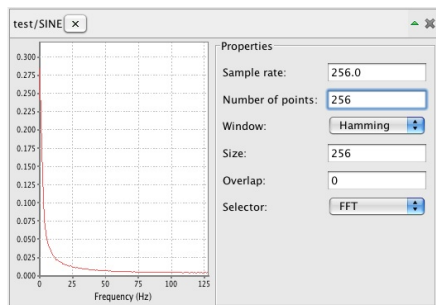 test/SINE ×
Properties
Sample rate: 256.0
Number of points: 256
Window: Hamming
Size: 256
Overlap: 0
Selector: FFT
0.300
0.275
0.250
0.225
0.200
0.175
0.150
0.125
0.100
0.075
0.050
0.025
0.000
0 25 50 75 100 125
Frequency (Hz)